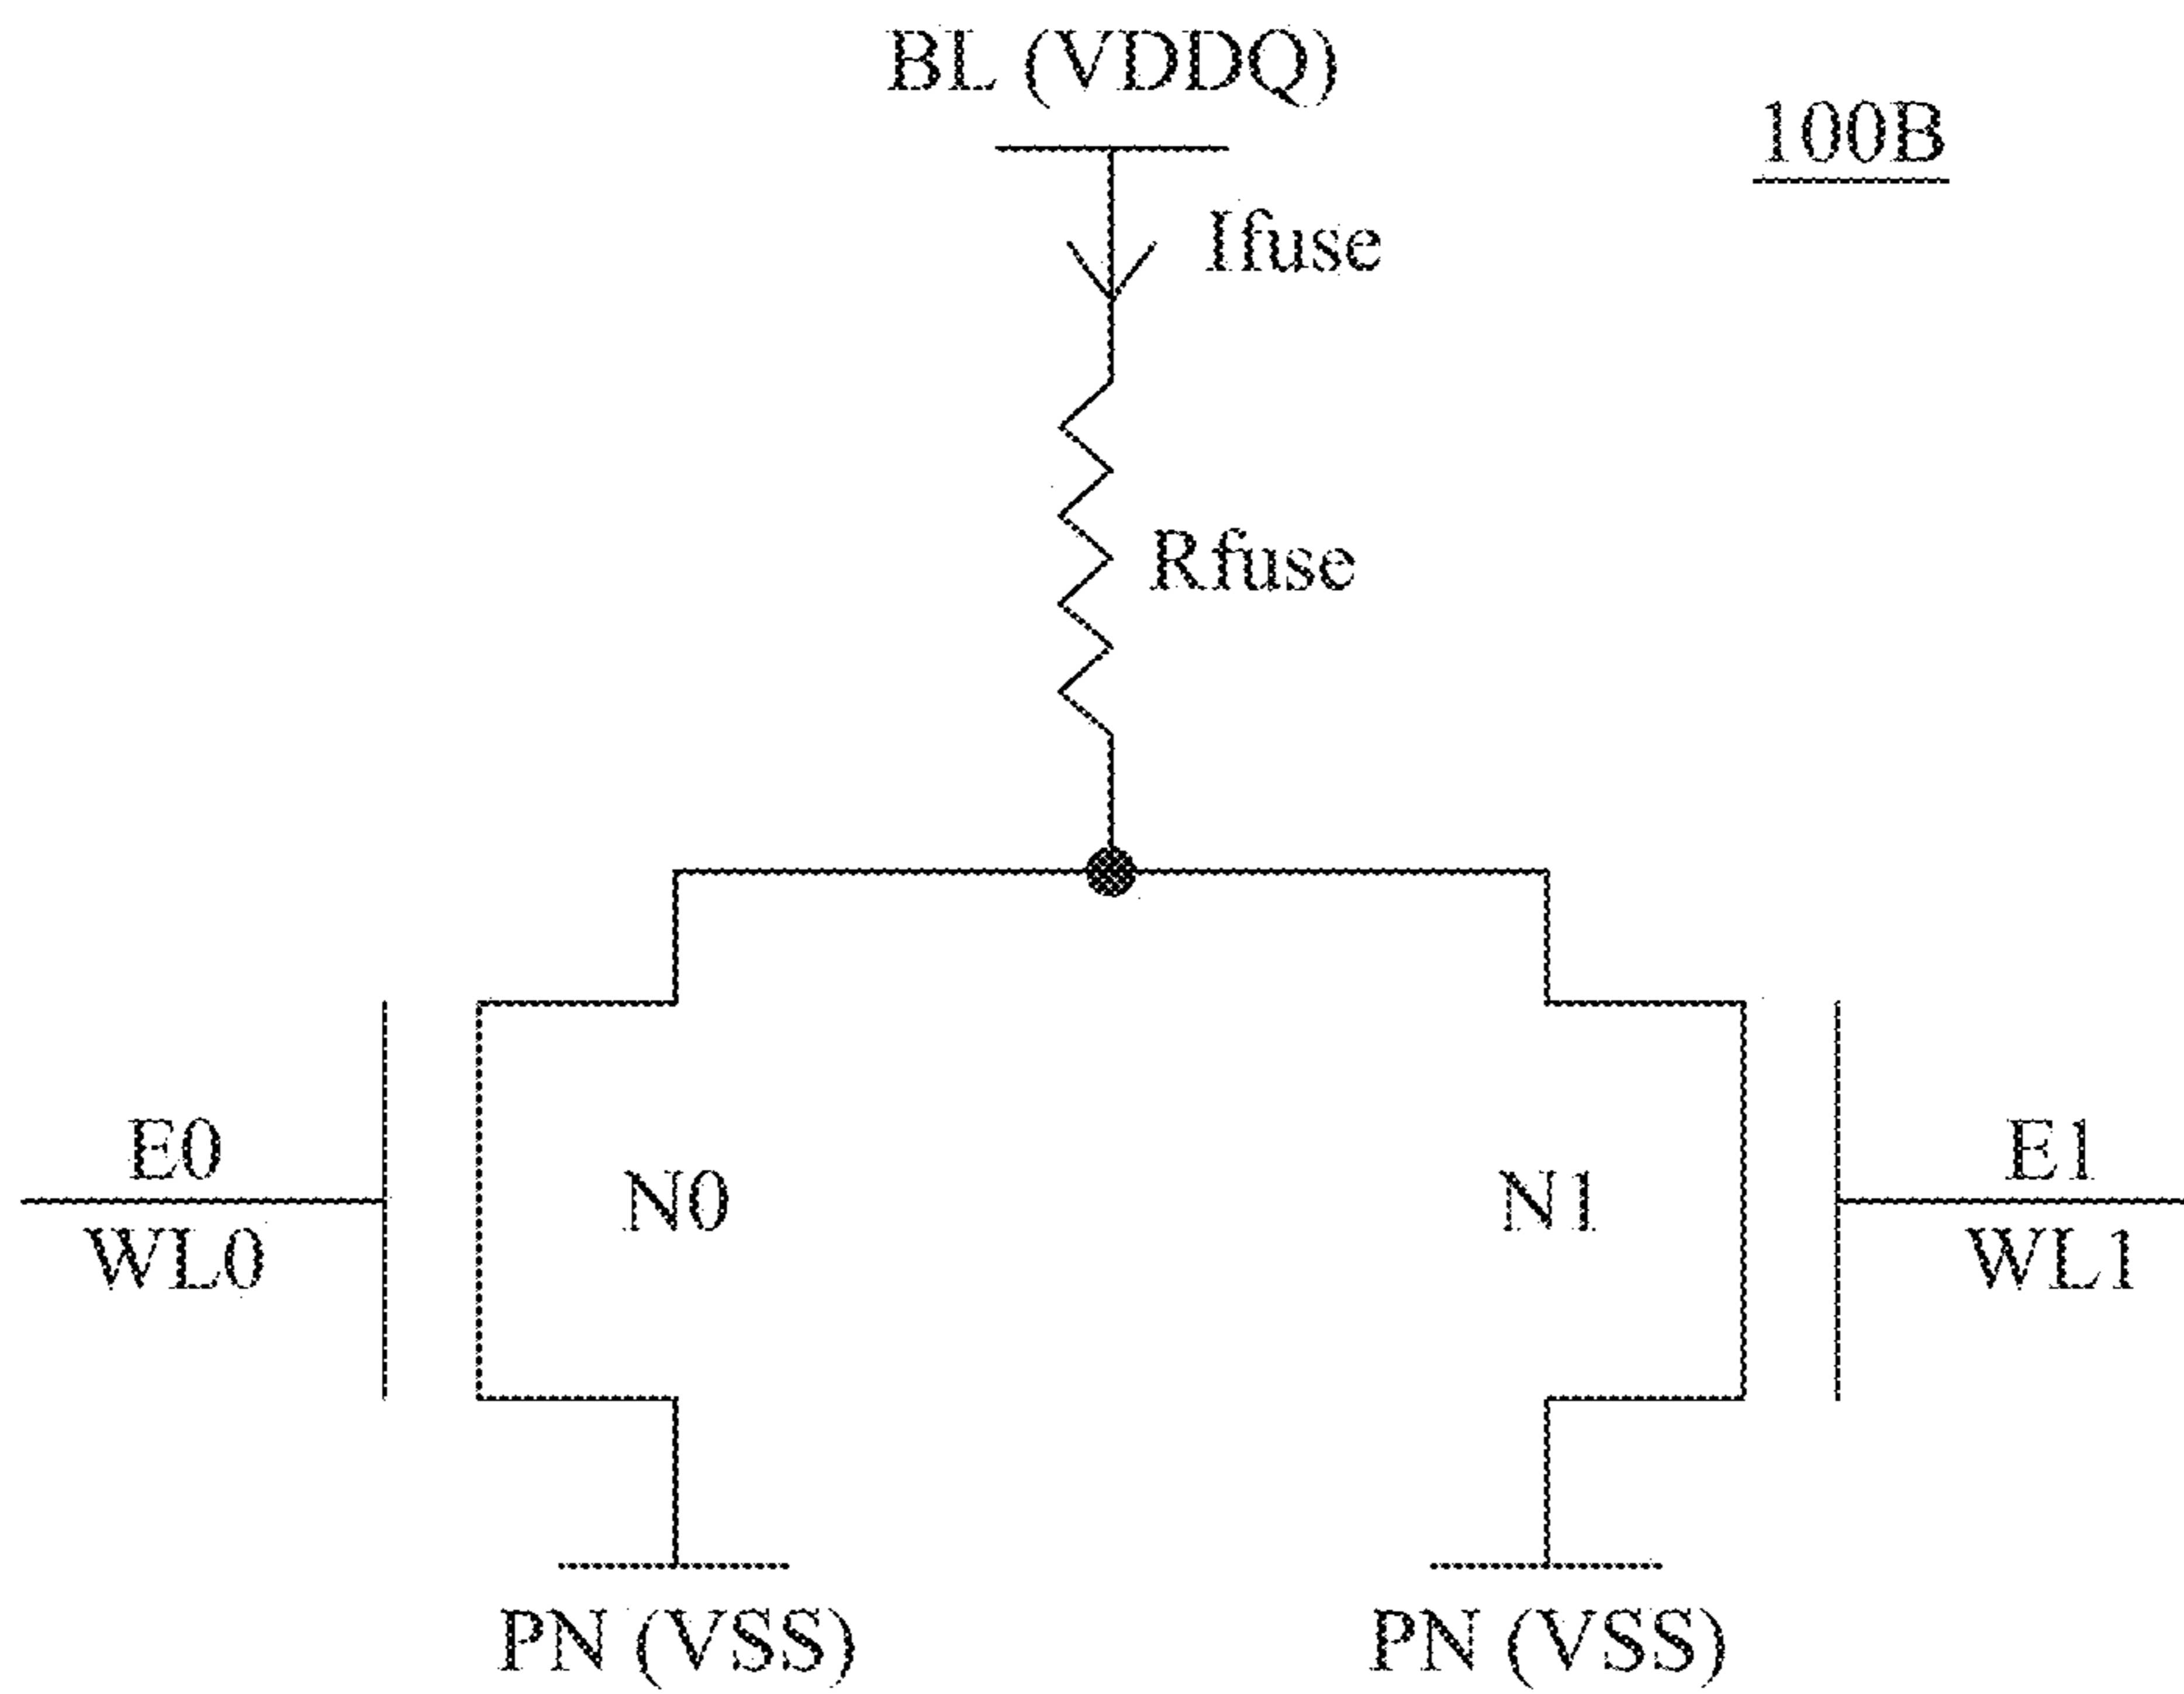 BL (VDDQ)
100B
Ifuse
Rfuse
E0
WL0
N0
N1
E1
WL1
PN (VSS)
PN (VSS)